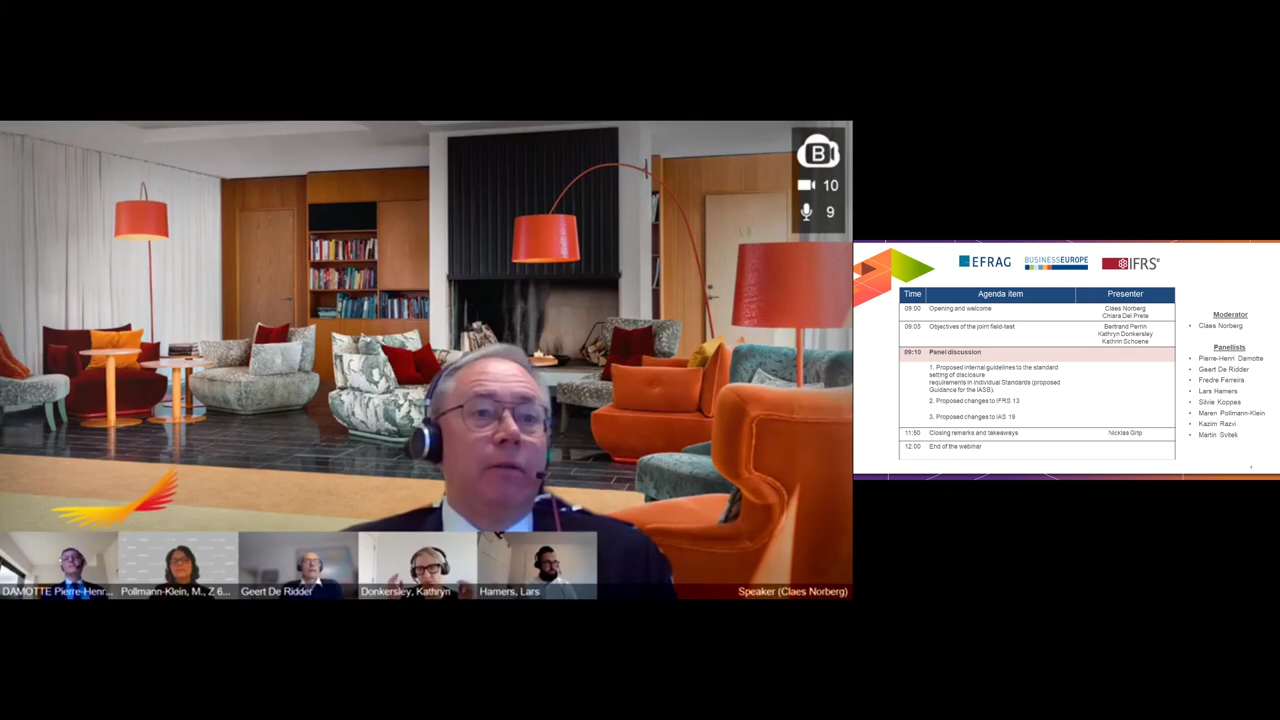 B
10
9
DAMOTTE Pierre-Henr...
Pollmann-Klein, M., Z 6...
Geert De Ridder
Donkersley, Kathryn
Hamers, Lars
Speaker (Claes Norberg)
EFRAG
BUSINESSEUROPE
IFRS®
Time Agenda item Presenter
09:00 Opening and welcome Claes Norberg
Chiara Del Prete
09:05 Objectives of the joint field-test Bertrand Perrin
Kathryn Donkersley
Kathrin Schoene
09:10 Panel discussion
1. Proposed internal guidelines to the standard
setting of disclosure
requirements in individual Standards (proposed
Guidance for the IASB).
2. Proposed changes to IFRS 13
3. Proposed changes to IAS 19
11:50 Closing remarks and takeaways Nicklas Grip
12:00 End of the webinar
Moderator
• Claes Norberg
Panellists
• Pierre-Henri Damotte
• Geert De Ridder
• Fredre Ferreira
• Lars Hamers
• Silvie Koppes
• Maren Pollmann-Klein
• Kazim Razvi
• Martin Svitek